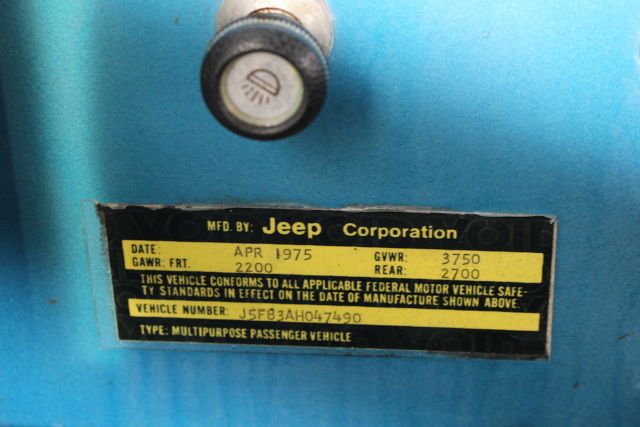 MFD. BY: Jeep Corporation
DATE: APR 1975 GVWR: 3750
GAWR: FRT. 2200 REAR: 2700
THIS VEHICLE CONFORMS TO ALL APPLICABLE FEDERAL MOTOR VEHICLE SAFE-
TY STANDARDS IN EFFECT ON THE DATE OF MANUFACTURE SHOWN ABOVE.
VEHICLE NUMBER: J5F83AH047490
TYPE: MULTIPURPOSE PASSENGER VEHICLE